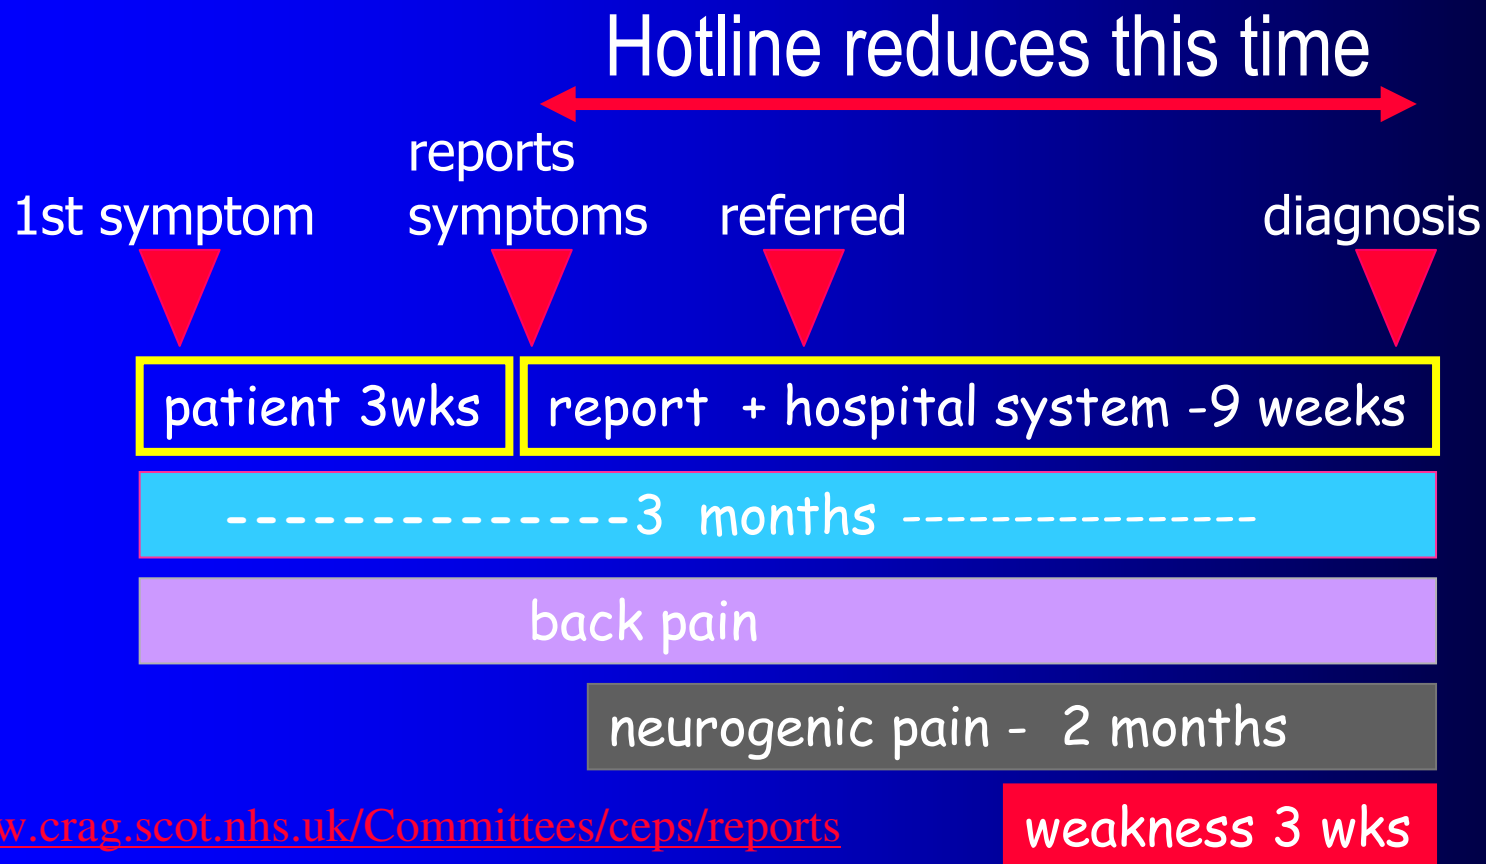 Hotline reduces this time
reports
1st symptom symptoms referred diagnosis
patient 3wks report + hospital system -9 weeks
--------------3 months ----------------
back pain
neurogenic pain - 2 months
w.crag.scot.nhs.uk/Committees/ceps/reports weakness 3 wks